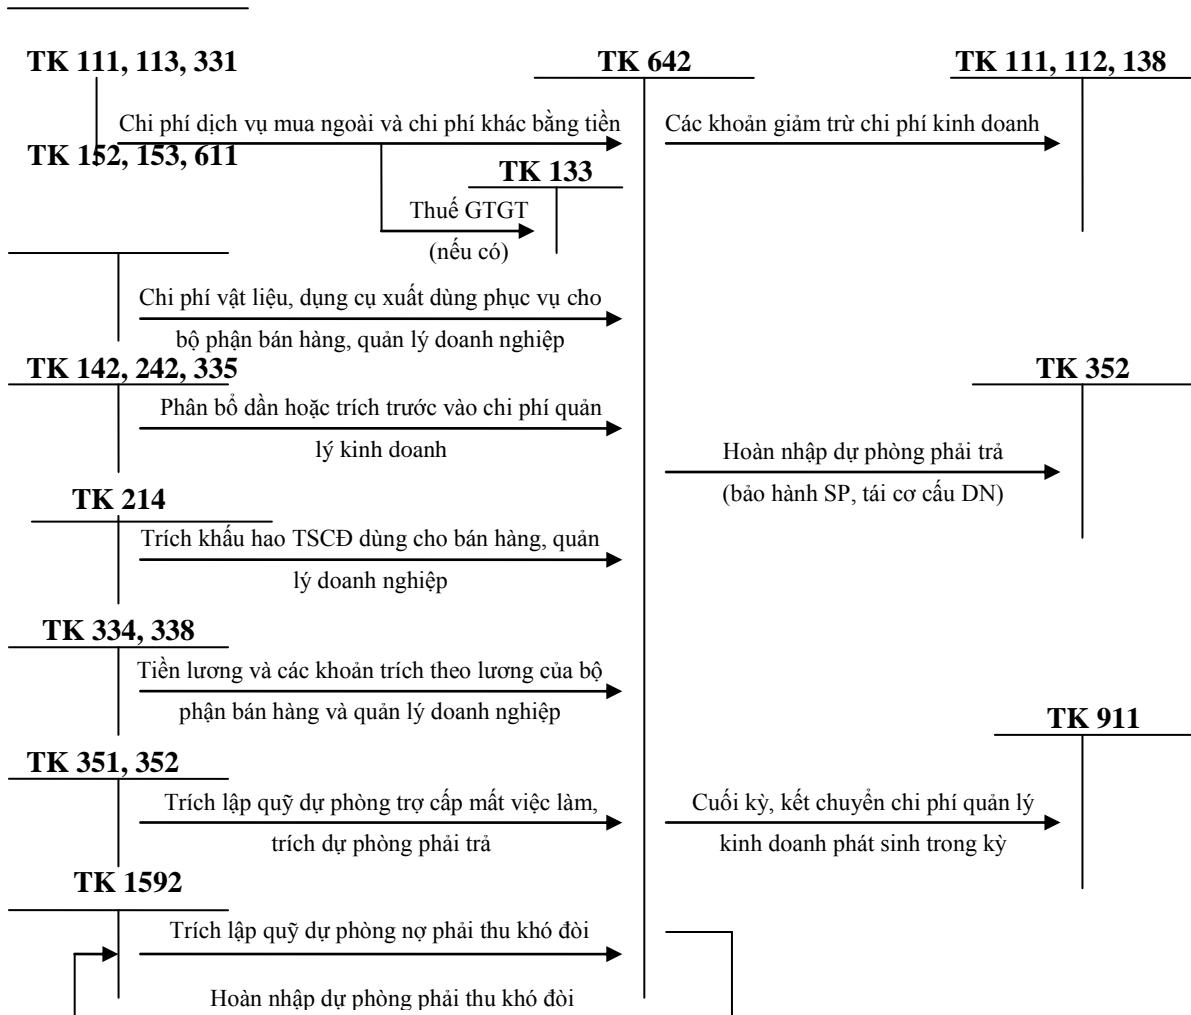 TK 111, 113, 331
TK 642
TK 111, 112, 138
Chi phí dịch vụ mua ngoài và chi phí khác bằng tiền
Các khoản giảm trừ chi phí kinh doanh
TK 152, 153, 611
TK 133
Thuế GTGT
(nếu có)
Chi phí vật liệu, dụng cụ xuất dùng phục vụ cho
bộ phận bán hàng, quản lý doanh nghiệp
TK 142, 242, 335
TK 352
Phân bổ dần hoặc trích trước vào chi phí quản
lý kinh doanh
Hoàn nhập dự phòng phải trả
(bảo hành SP, tái cơ cấu DN)
TK 214
Trích khấu hao TSCĐ dùng cho bán hàng, quản
lý doanh nghiệp
TK 334, 338
Tiền lương và các khoản trích theo lương của bộ
phận bán hàng và quản lý doanh nghiệp
TK 911
TK 351, 352
Trích lập quỹ dự phòng trợ cấp mất việc làm,
trích dự phòng phải trả
Cuối kỳ, kết chuyển chi phí quản lý
kinh doanh phát sinh trong kỳ
TK 1592
Trích lập quỹ dự phòng nợ phải thu khó đòi
Hoàn nhập dự phòng phải thu khó đòi